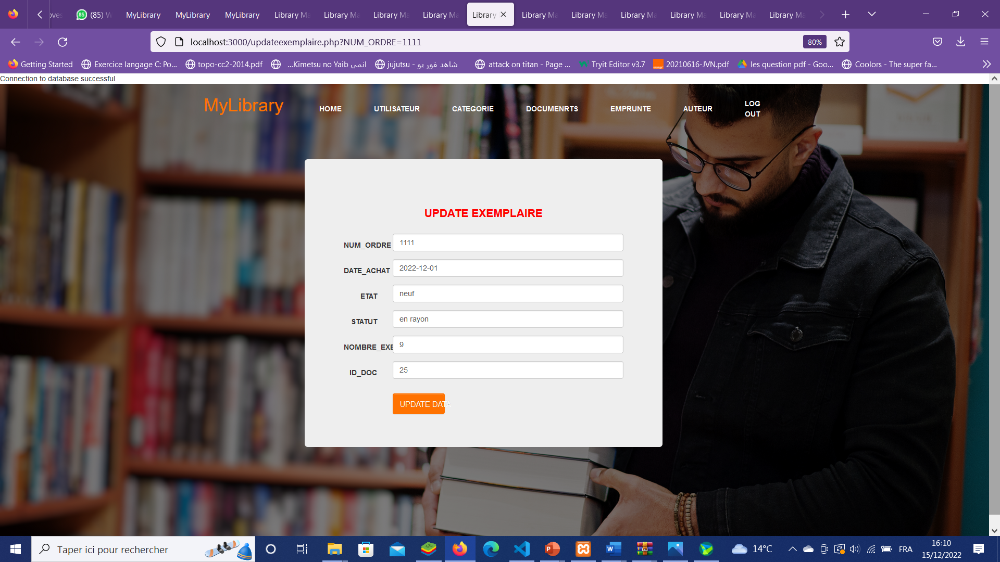 (85) W
MyLibrary
MyLibrary
MyLibrary
Library Ma
Library Ma
Library Ma
Library Ma
Library
Library Ma
Library Ma
Library Ma
Library Ma
Library Ma
Library Ma
localhost:3000/updateexemplaire.php?NUM_ORDRE=1111
80%
Getting Started
Exercice langage C: Po...
topo-cc2-2014.pdf
انمي Kimetsu no Yaib...
شاهد فور يو - jujutsu
attack on titan - Page ...
Tryit Editor v3.7
20210616-JVN.pdf
les question pdf - Goo...
Coolors - The super fa...
Connection to database successful
MyLibrary
HOME
UTILISATEUR
CATEGORIE
DOCUMENRTS
EMPRUNTE
AUTEUR
LOG
OUT
UPDATE EXEMPLAIRE
NUM_ORDRE 1111
DATE_ACHAT 2022-12-01
ETAT neuf
STATUT en rayon
NOMBRE_EXE 9
ID_DOC 25
UPDATE DATA
Taper ici pour rechercher
14°C
FRA
16:10
15/12/2022